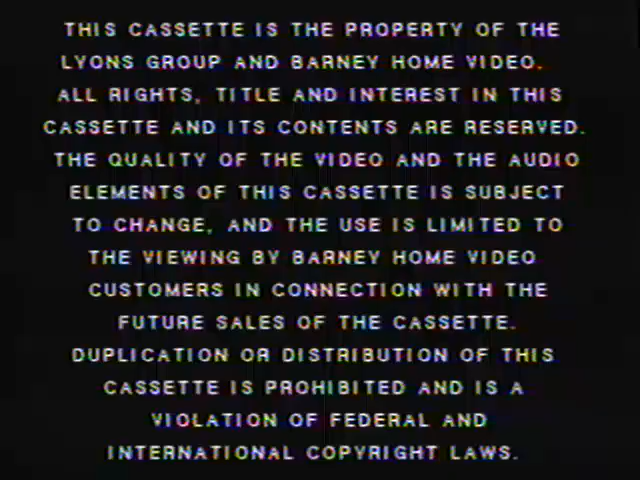 THIS CASSETTE IS THE PROPERTY OF THE
LYONS GROUP AND BARNEY HOME VIDEO.
ALL RIGHTS, TITLE AND INTEREST IN THIS
CASSETTE AND ITS CONTENTS ARE RESERVED.
THE QUALITY OF THE VIDEO AND THE AUDIO
ELEMENTS OF THIS CASSETTE IS SUBJECT
TO CHANGE, AND THE USE IS LIMITED TO
THE VIEWING BY BARNEY HOME VIDEO
CUSTOMERS IN CONNECTION WITH THE
FUTURE SALES OF THE CASSETTE.
DUPLICATION OR DISTRIBUTION OF THIS
CASSETTE IS PROHIBITED AND IS A
VIOLATION OF FEDERAL AND
INTERNATIONAL COPYRIGHT LAWS.